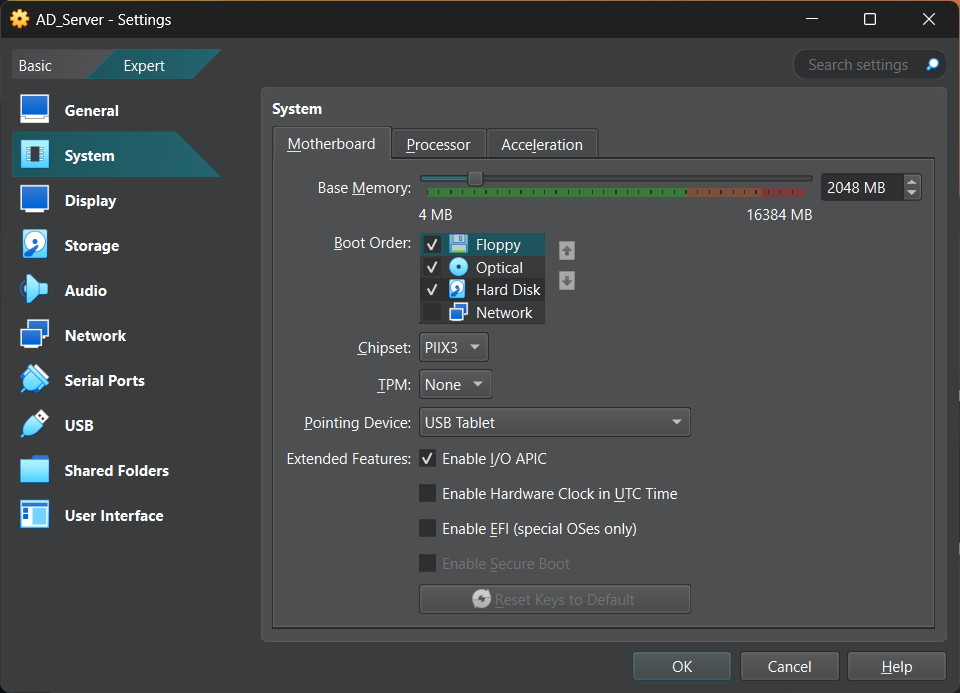 AD_Server - Settings
Basic Expert Search settings
General
System
Display
Storage
Audio
Network
Serial Ports
USB
Shared Folders
User Interface
System
Motherboard Processor Acceleration
Base Memory: 2048 MB
4 MB 16384 MB
Boot Order: Floppy
Optical
Hard Disk
Network
Chipset: PIIX3
TPM: None
Pointing Device: USB Tablet
Extended Features: Enable I/O APIC
Enable Hardware Clock in UTC Time
Enable EFI (special OSes only)
Enable Secure Boot
Reset Keys to Default
OK Cancel Help